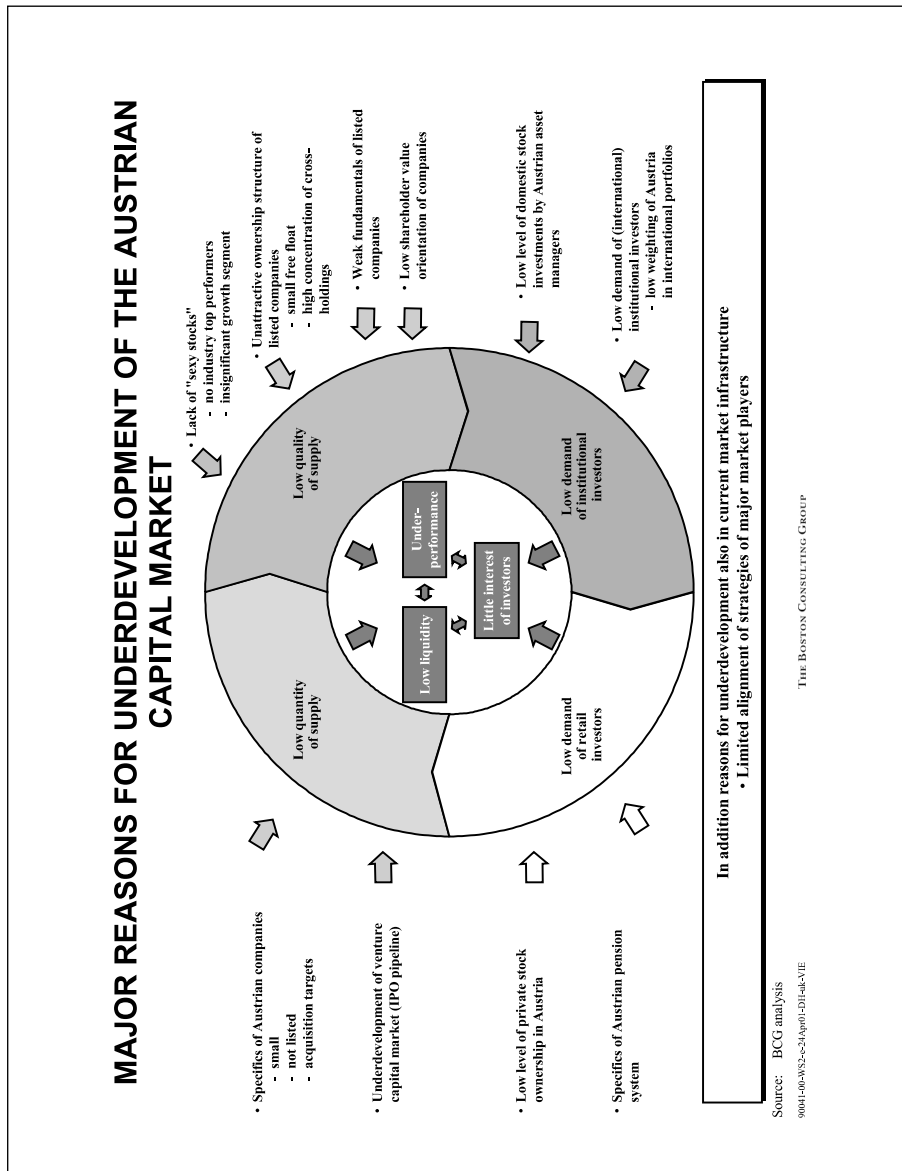 MAJOR REASONS FOR UNDERDEVELOPMENT OF THE AUSTRIAN
CAPITAL MARKET
• Specifics of Austrian companies
- small
- not listed
- acquisition targets
• Underdevelopment of venture
capital market (IPO pipeline)
• Low level of private stock
ownership in Austria
• Specifics of Austrian pension
system
Low quantity
of supply
Low quality
of supply
Low liquidity
Under-
performance
Little interest
of investors
Low demand
of retail
investors
Low demand
of institutional
investors
• Lack of "sexy stocks"
- no industry top performers
- insignificant growth segment
• Unattractive ownership structure of
listed companies
- small free float
- high concentration of cross-
holdings
• Weak fundamentals of listed
companies
• Low shareholder value
orientation of companies
• Low level of domestic stock
investments by Austrian asset
managers
• Low demand of (international)
institutional investors
- low weighting of Austria
in international portfolios
In addition reasons for underdevelopment also in current market infrastructure
• Limited alignment of strategies of major market players
Source: BCG analysis
90041-00-WS2-e-24Apr01-DH-uk-VIE
THE BOSTON CONSULTING GROUP